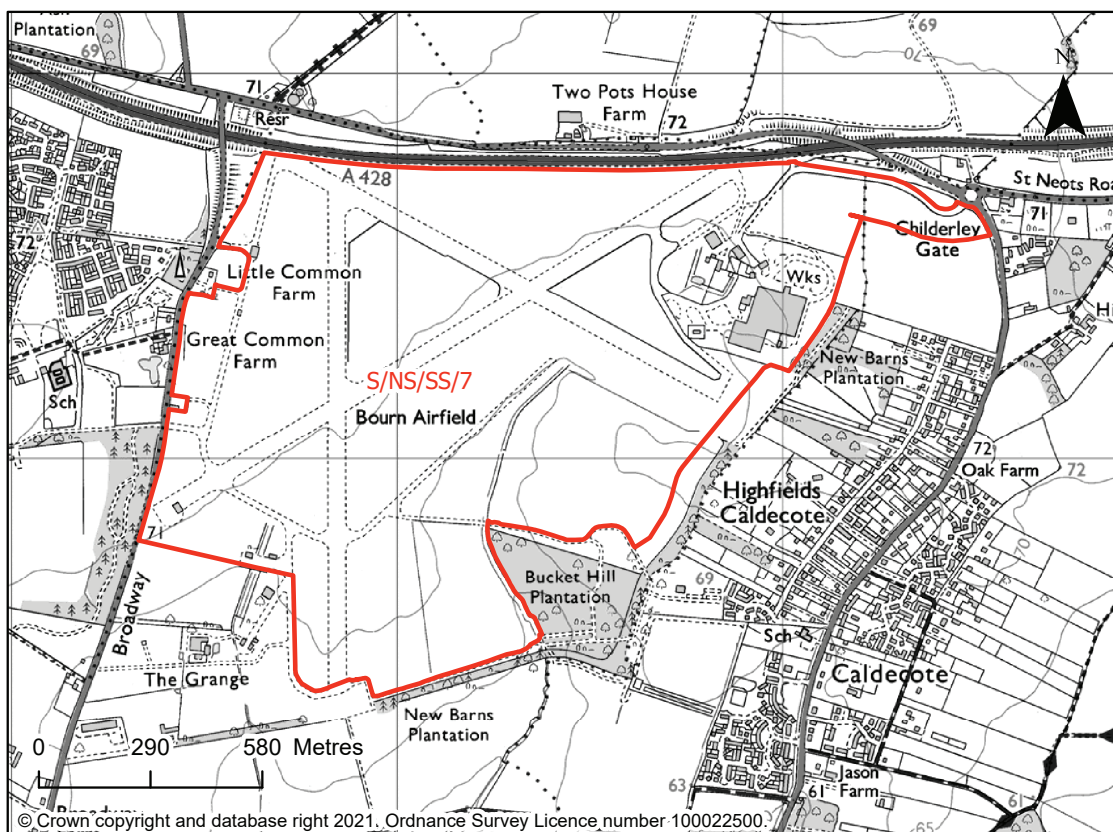 Plantation
69
71
Resr
Two Pots House
Farm
72
69
70
N
A 428
St Neots Roa
71
Childerley
Gate
72
Little Common
Farm
Wks
Great Common
Farm
New Barns
Plantation
S/NS/SS/7
Bourn Airfield
Sch
72
Oak Farm
72
Highfields
Caldecote
71
70
Bucket Hill
Plantation
69
Broadway
Sch
The Grange
Caldecote
New Barns
Plantation
0 290 580 Metres
Jason
Farm
63
61
61
65
Broadway
© Crown copyright and database right 2021. Ordnance Survey Licence number 100022500.